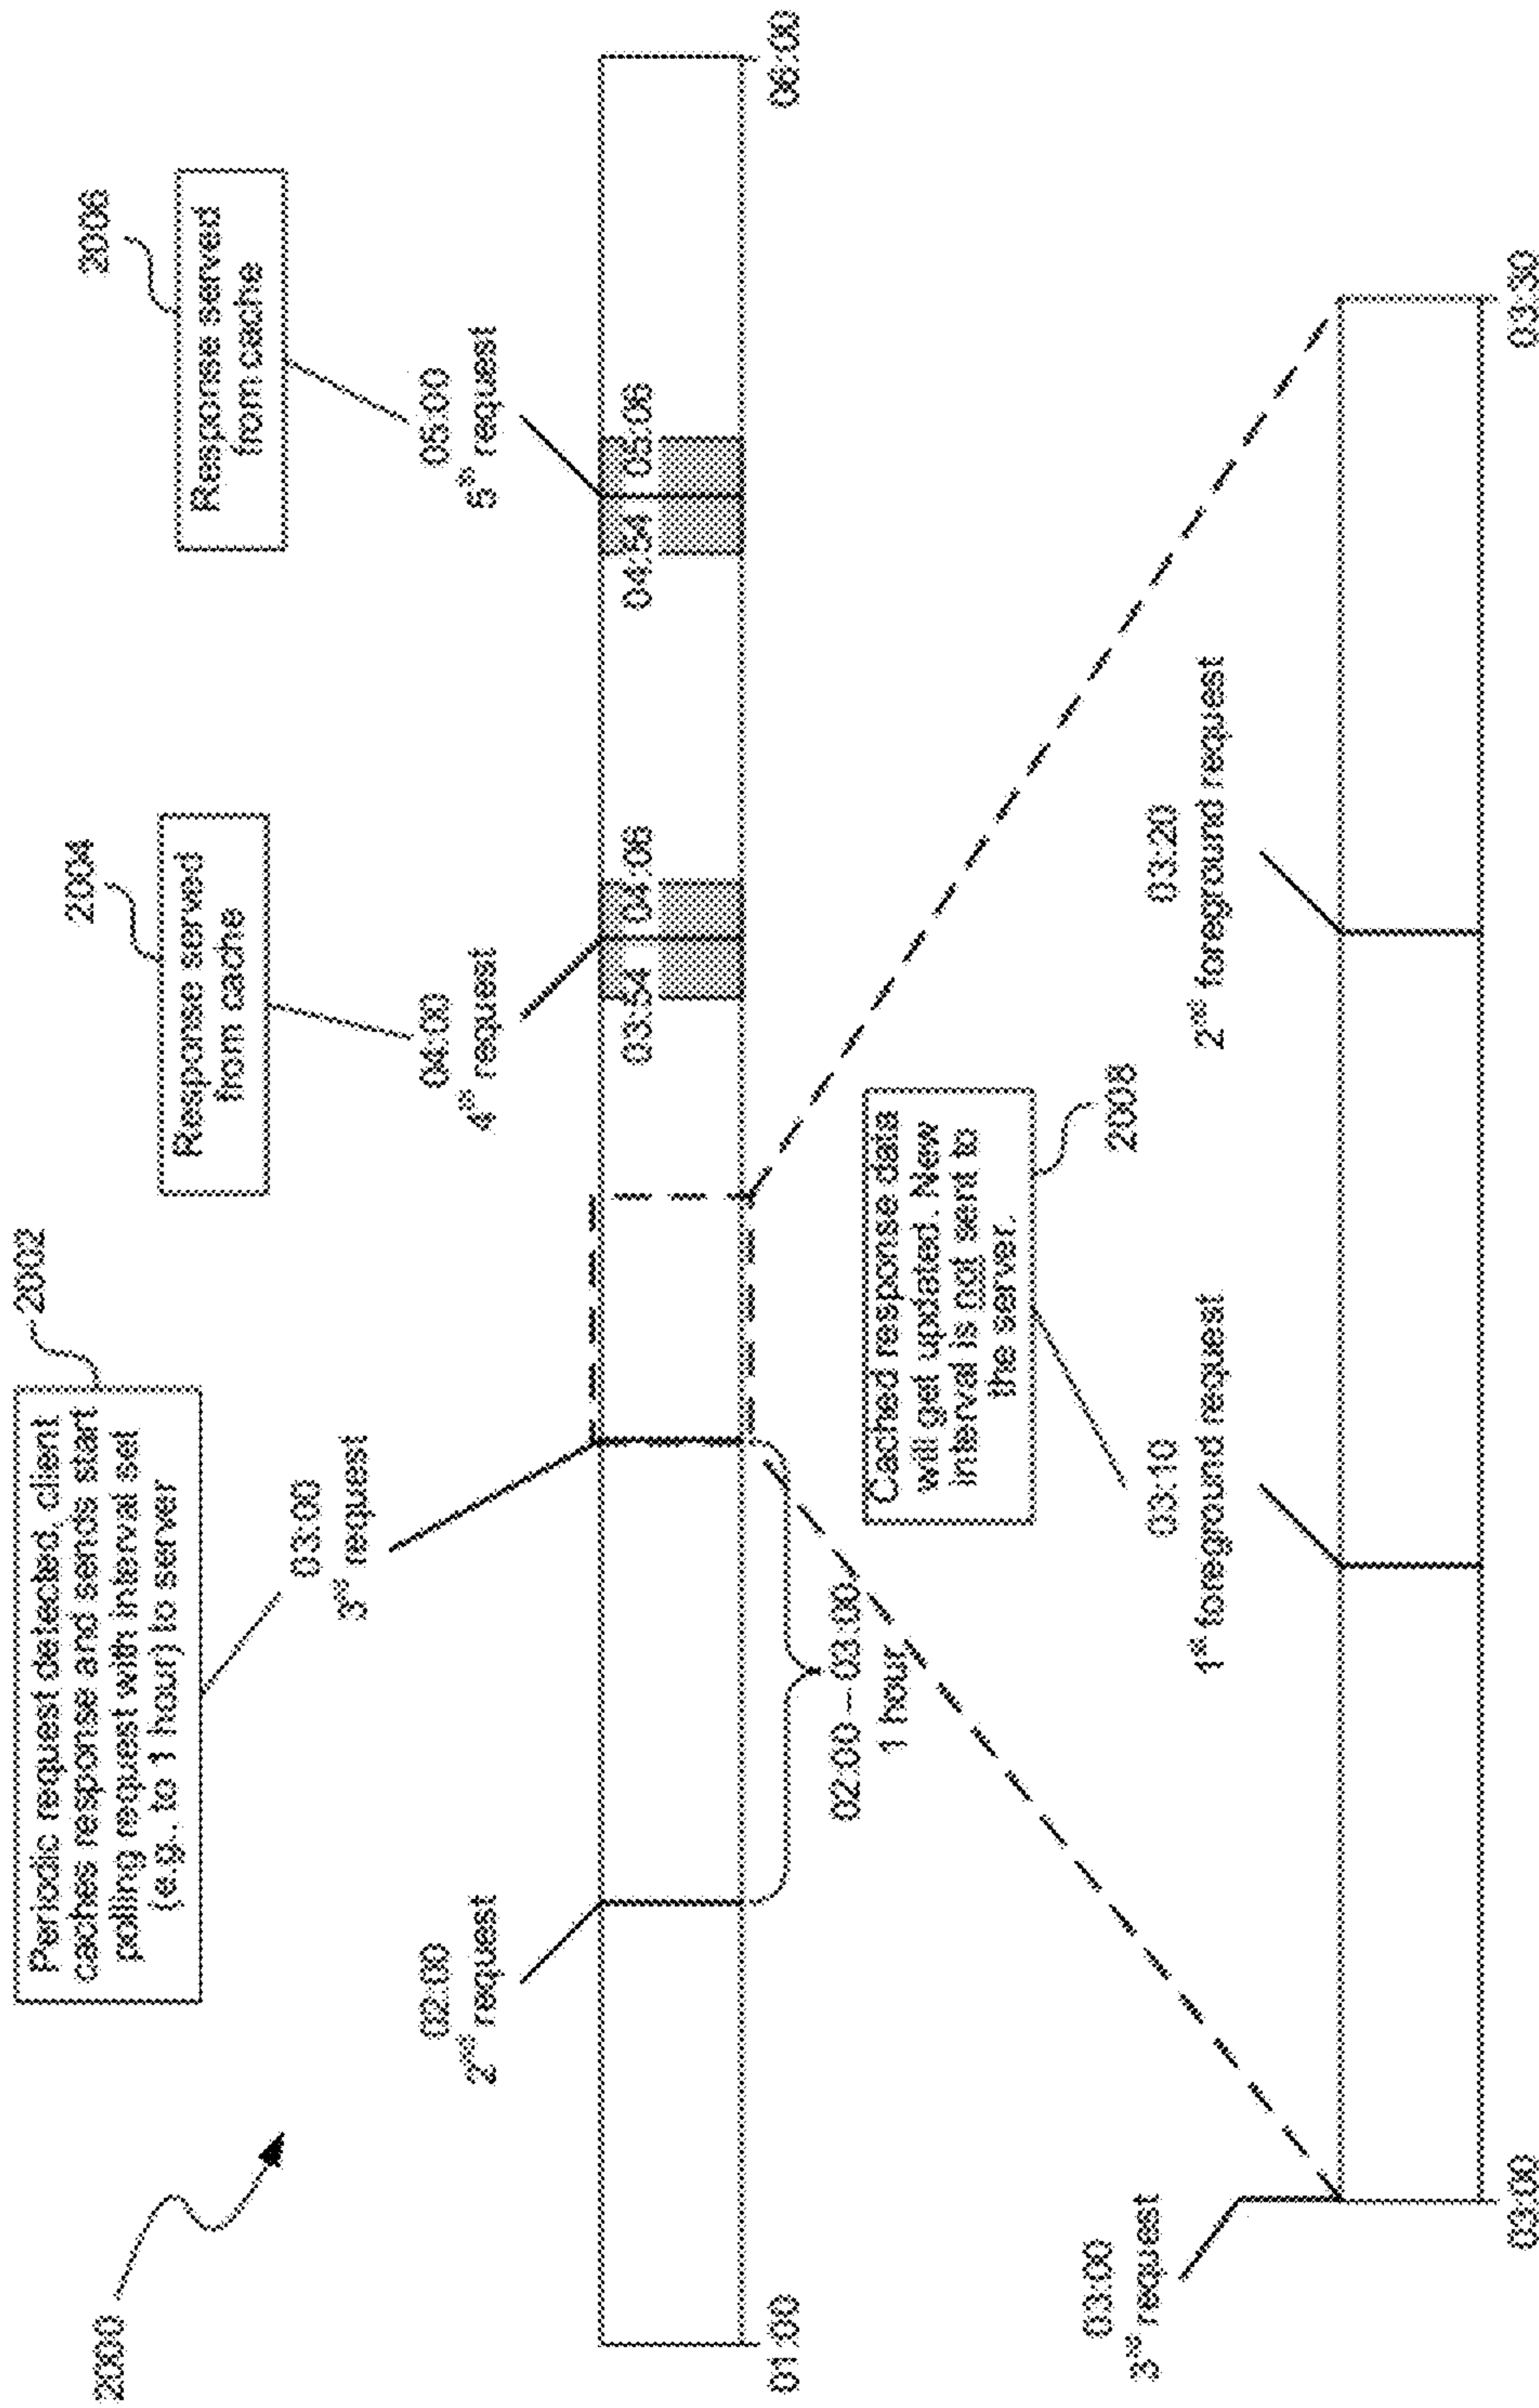 2000
2002
Periodic request detected, client
caches response and sends start
polling request with interval set
(e.g., to 1 hour) to server
2004
Response served
from cache
2006
Response served
from cache
02:00
2nd request
03:00
3rd request
04:00
4th request
05:00
5th request
03:54 04:06
04:54 05:06
01:00
06:00
02:00 – 03:00
1 hour
Cached response data
will get updated. New
interval is not sent to
the server.
2008
03:00
3rd request
03:10
1st foreground request
03:20
2nd foreground request
03:00
03:30